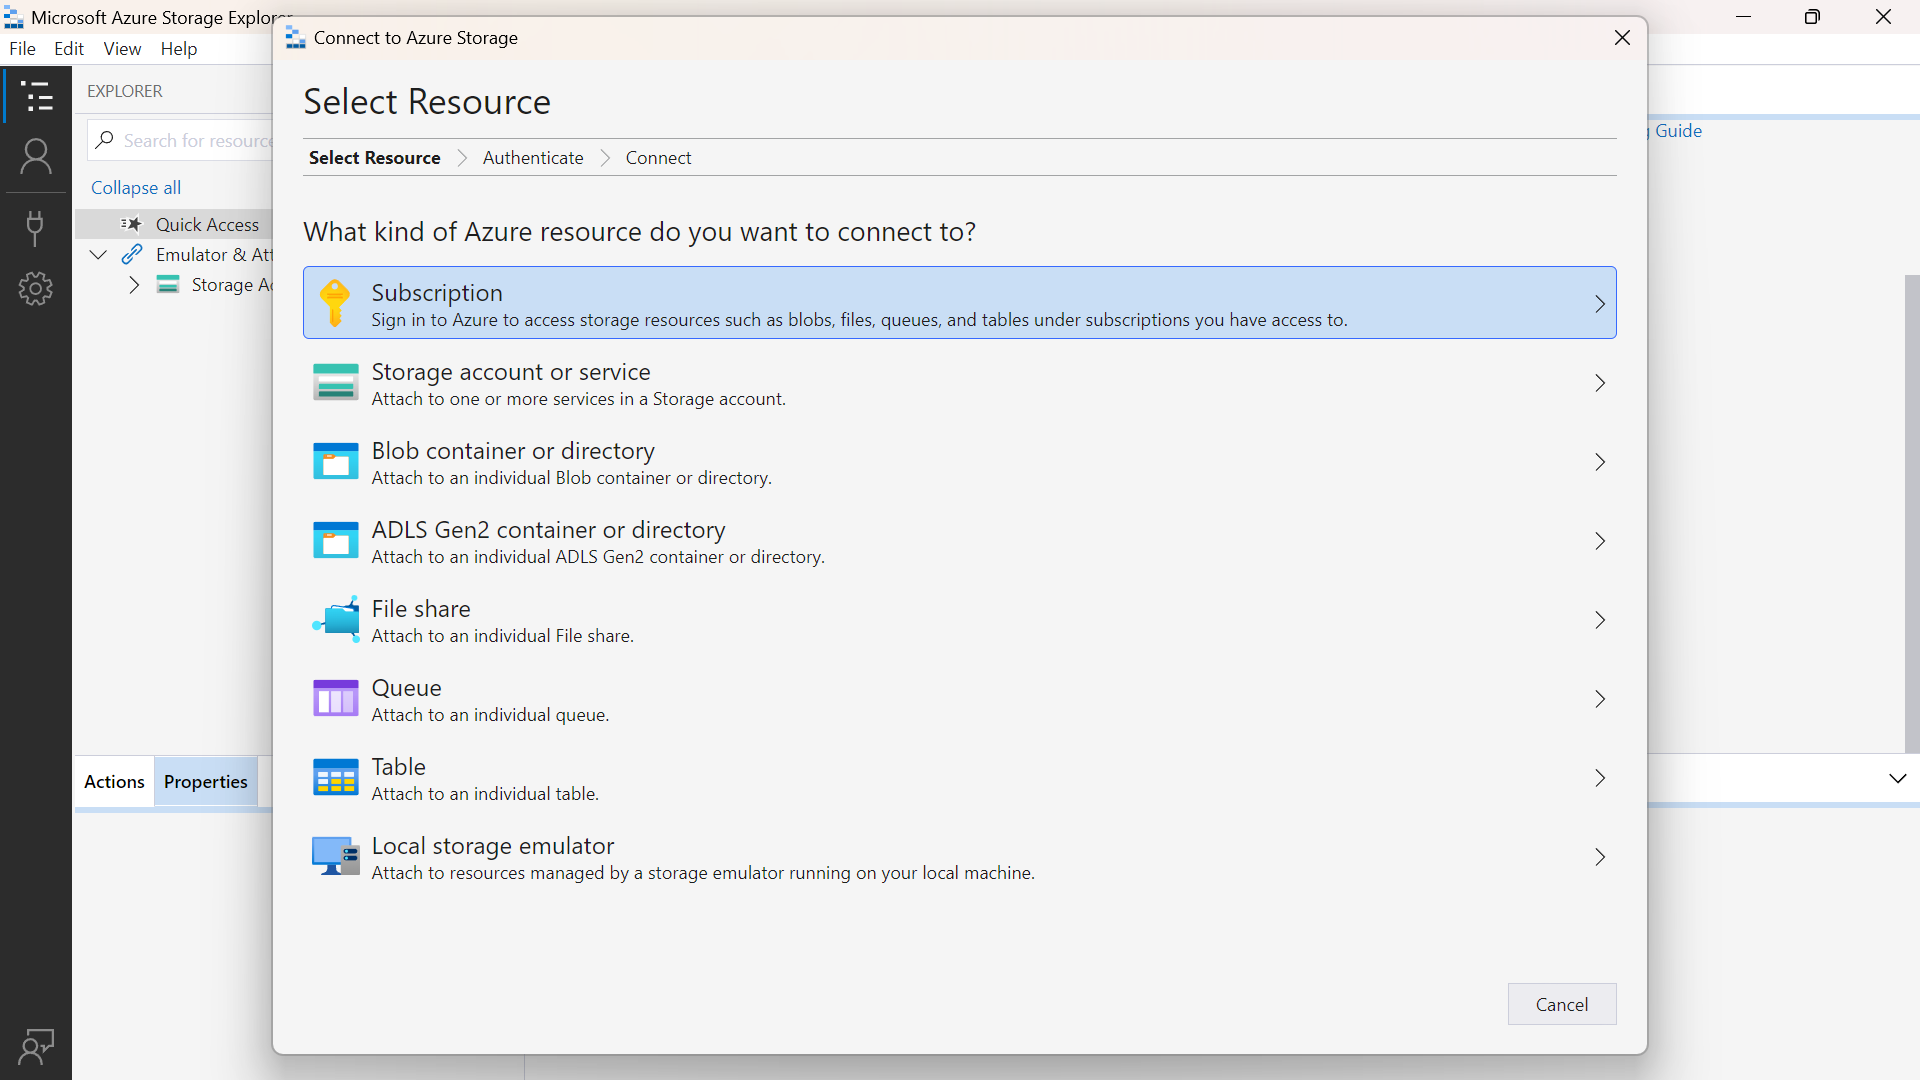 Microsoft Azure Storage Explorer
File Edit View Help
EXPLORER
Search for resource
Collapse all
Quick Access
Emulator & Att
Storage Ac
Actions
Properties
Guide
Connect to Azure Storage
Select Resource
Select Resource
Authenticate
Connect
What kind of Azure resource do you want to connect to?
Subscription
Sign in to Azure to access storage resources such as blobs, files, queues, and tables under subscriptions you have access to.
Storage account or service
Attach to one or more services in a Storage account.
Blob container or directory
Attach to an individual Blob container or directory.
ADLS Gen2 container or directory
Attach to an individual ADLS Gen2 container or directory.
File share
Attach to an individual File share.
Queue
Attach to an individual queue.
Table
Attach to an individual table.
Local storage emulator
Attach to resources managed by a storage emulator running on your local machine.
Cancel